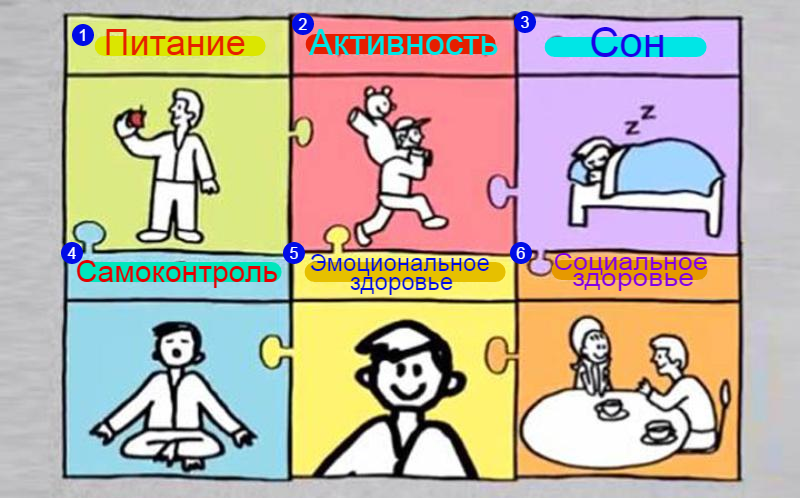 1 Питание
2 Активность
3 Сон
z z
4 Самоконтроль
5 Эмоциональное
здоровье
6 Социальное
здоровье